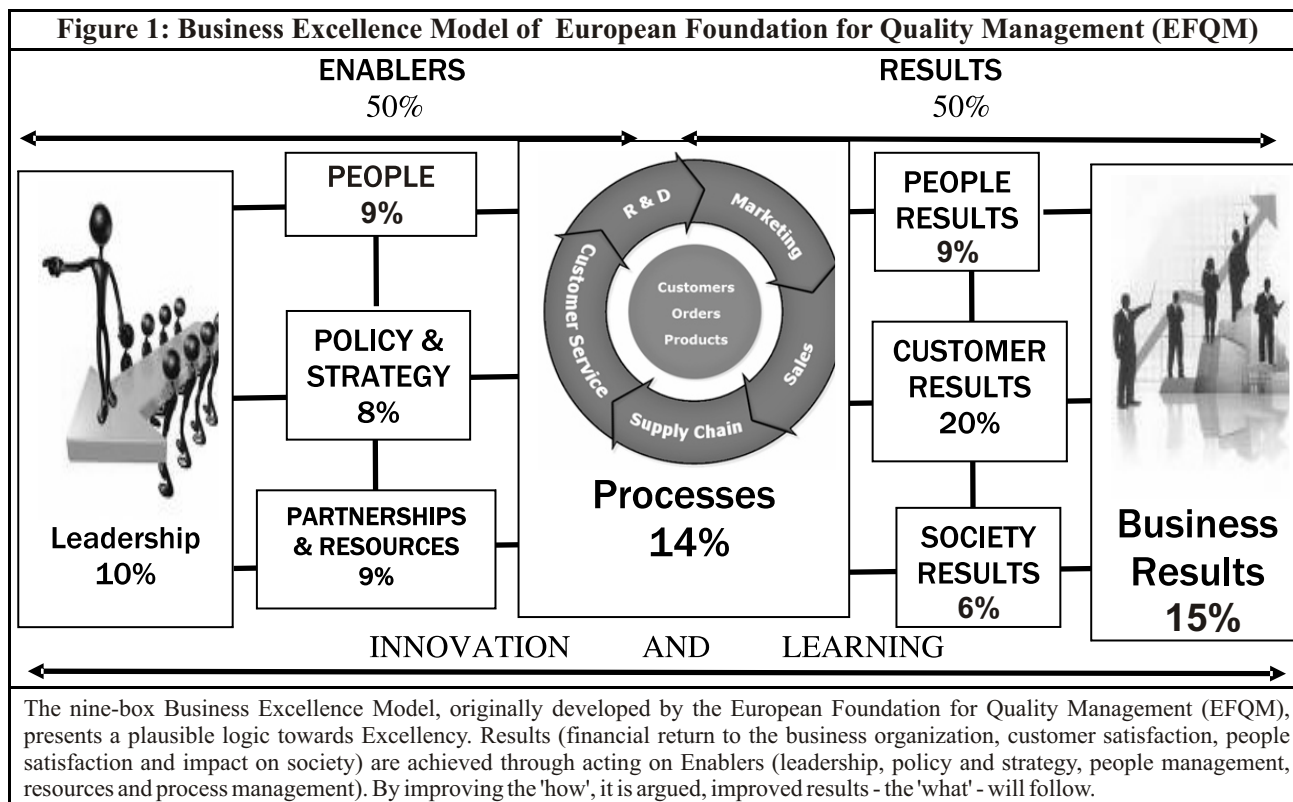 Figure 1: Business Excellence Model of European Foundation for Quality Management (EFQM)
ENABLERS
50%
RESULTS
50%
Leadership
10%
PEOPLE
9%
POLICY &
STRATEGY
8%
PARTNERSHIPS
& RESOURCES
9%
R & D
Marketing
Sales
Supply Chain
Customer Service
Customers
Orders
Products
Processes
14%
PEOPLE
RESULTS
9%
CUSTOMER
RESULTS
20%
SOCIETY
RESULTS
6%
Business
Results
15%
INNOVATION AND LEARNING
The nine-box Business Excellence Model, originally developed by the European Foundation for Quality Management (EFQM),
presents a plausible logic towards Excellency. Results (financial return to the business organization, customer satisfaction, people
satisfaction and impact on society) are achieved through acting on Enablers (leadership, policy and strategy, people management,
resources and process management). By improving the 'how', it is argued, improved results - the 'what' - will follow.